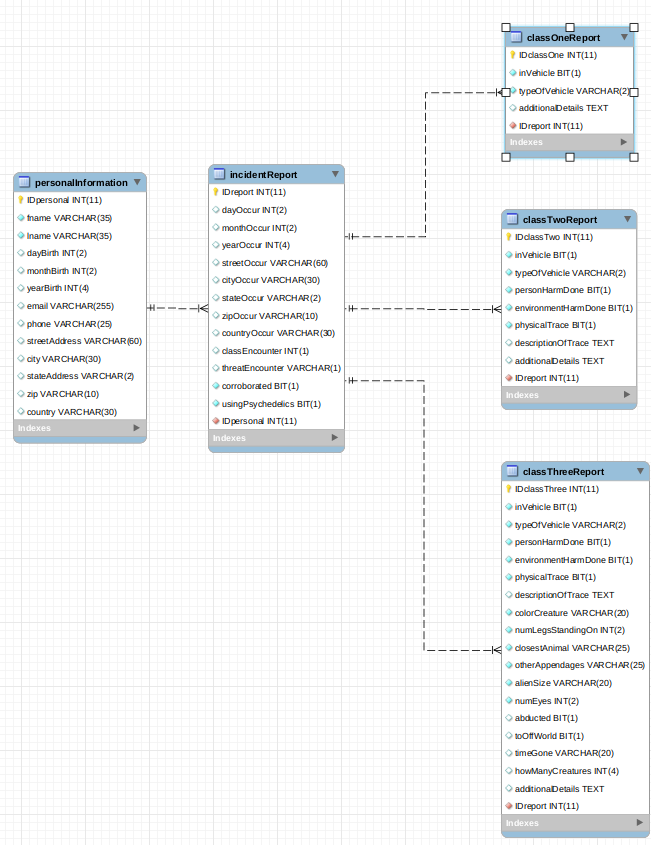 personalInformation
IDpersonal INT(11)
fname VARCHAR(35)
lname VARCHAR(35)
dayBirth INT(2)
monthBirth INT(2)
yearBirth INT(4)
email VARCHAR(255)
phone VARCHAR(25)
streetAddress VARCHAR(60)
city VARCHAR(30)
stateAddress VARCHAR(2)
zip VARCHAR(10)
country VARCHAR(30)
Indexes
incidentReport
IDreport INT(11)
dayOccur INT(2)
monthOccur INT(2)
yearOccur INT(4)
streetOccur VARCHAR(60)
cityOccur VARCHAR(30)
stateOccur VARCHAR(2)
zipOccur VARCHAR(10)
countryOccur VARCHAR(30)
classEncounter INT(1)
threatEncounter VARCHAR(1)
corroborated BIT(1)
usingPsychedelics BIT(1)
IDpersonal INT(11)
Indexes
classOneReport
IDclassOne INT(11)
inVehicle BIT(1)
typeOfVehicle VARCHAR(2)
additionalDetails TEXT
IDreport INT(11)
Indexes
classTwoReport
IDclassTwo INT(11)
inVehicle BIT(1)
typeOfVehicle VARCHAR(2)
personHarmDone BIT(1)
environmentHarmDone BIT(1)
physicalTrace BIT(1)
descriptionOfTrace TEXT
additionalDetails TEXT
IDreport INT(11)
Indexes
classThreeReport
IDclassThree INT(11)
inVehicle BIT(1)
typeOfVehicle VARCHAR(2)
personHarmDone BIT(1)
environmentHarmDone BIT(1)
physicalTrace BIT(1)
descriptionOfTrace TEXT
colorCreature VARCHAR(20)
numLegsStandingOn INT(2)
closestAnimal VARCHAR(25)
otherAppendages VARCHAR(25)
alienSize VARCHAR(20)
numEyes INT(2)
abducted BIT(1)
toOffWorld BIT(1)
timeGone VARCHAR(20)
howManyCreatures INT(4)
additionalDetails TEXT
IDreport INT(11)
Indexes